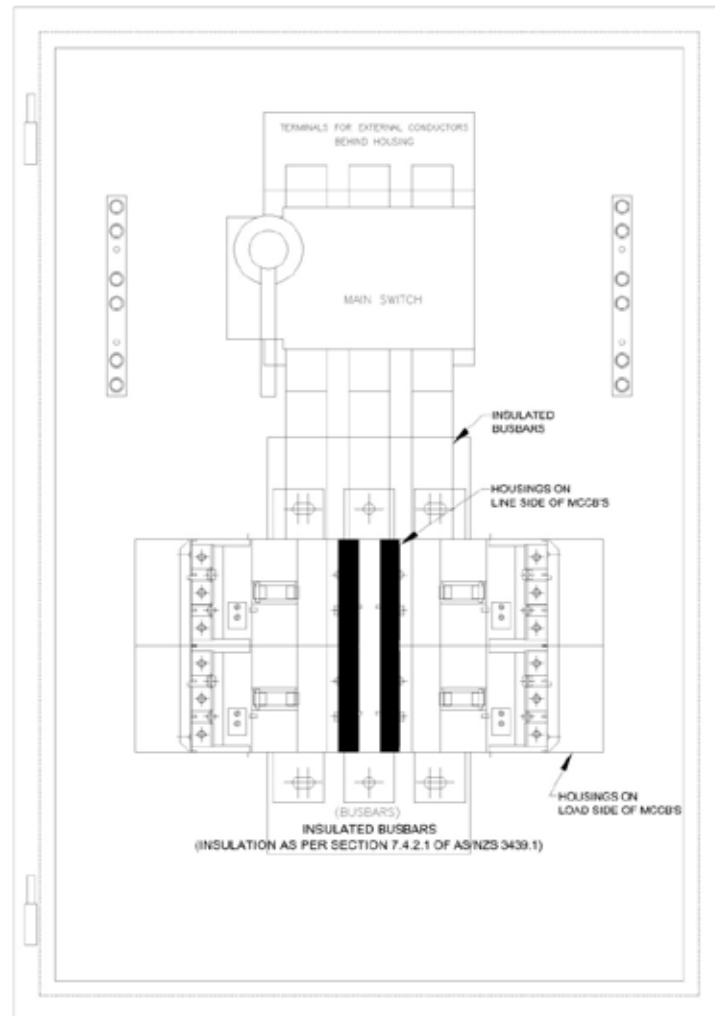 TERMINALS FOR EXTERNAL CONDUCTORS
BEHIND HOUSING
MAIN SWITCH
INSULATED
BUSBARS
HOUSINGS ON
LINE SIDE OF MCCB'S
HOUSINGS ON
LOAD SIDE OF MCCB'S
(BUSBARS)
INSULATED BUSBARS
(INSULATION AS PER SECTION 7.4.2.1 OF AS/NZS 3439.1)